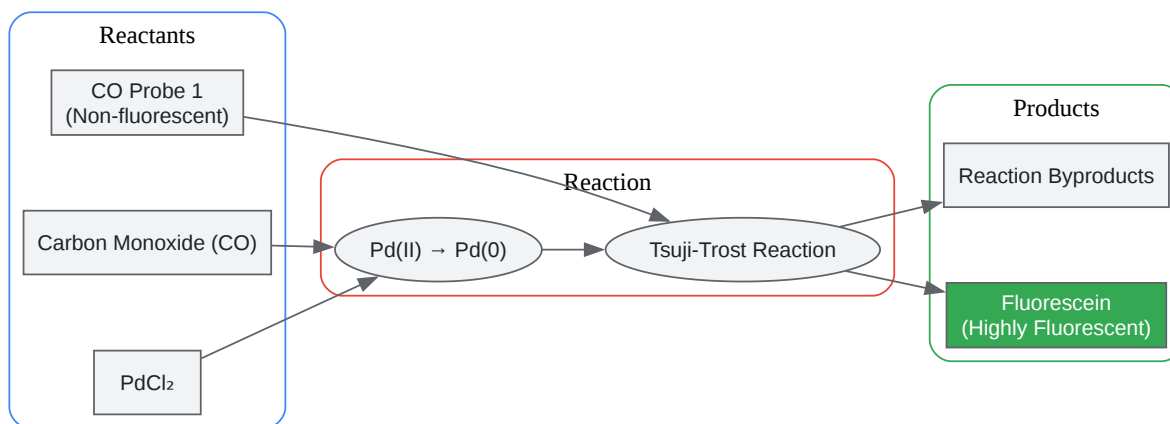 Reactants
CO Probe 1
(Non-fluorescent)
Carbon Monoxide (CO)
PdCl₂
Reaction
Pd(II) → Pd(0)
Tsuji-Trost Reaction
Products
Reaction Byproducts
Fluorescein
(Highly Fluorescent)